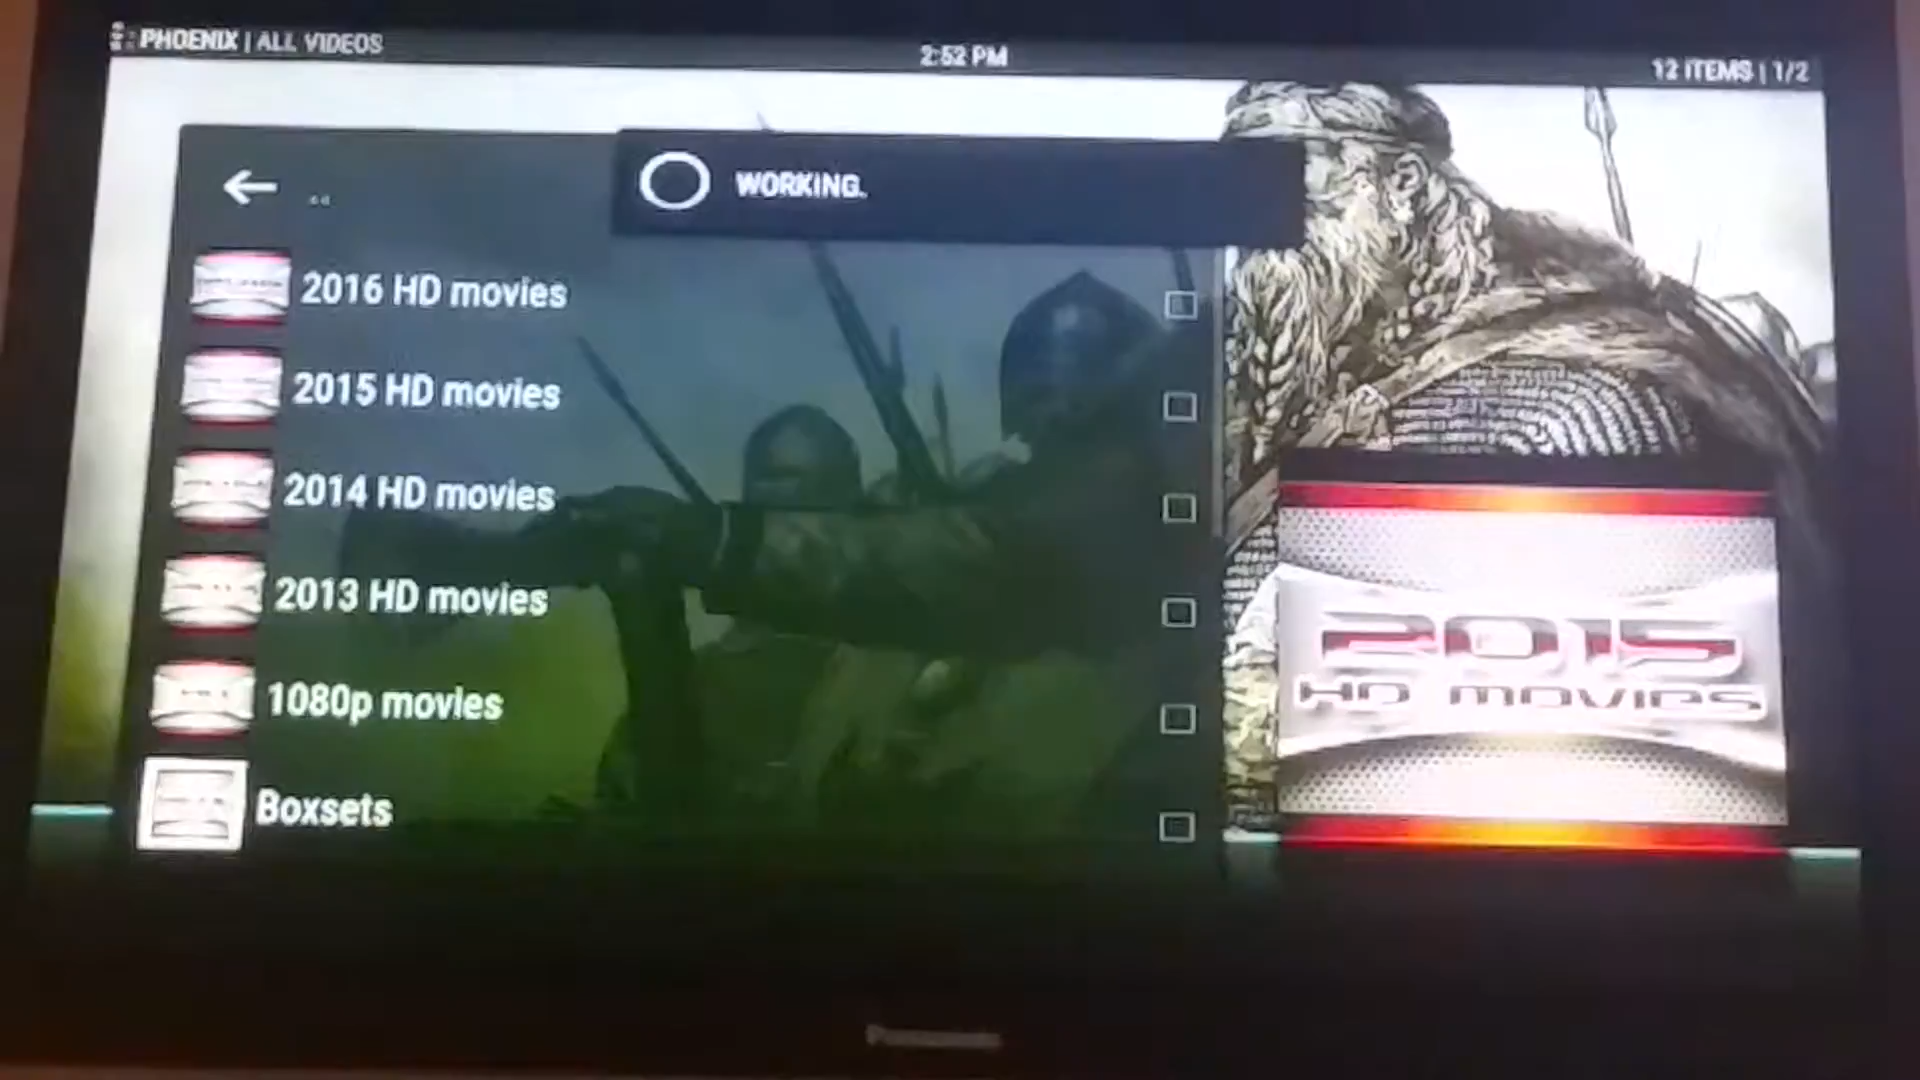 PHOENIX | ALL VIDEOS
2:52 PM
12 ITEMS | 1/2
WORKING.
..
2016 HD movies
2015 HD movies
2014 HD movies
2013 HD movies
1080p movies
Boxsets
2015
HD MOVIES
Panasonic